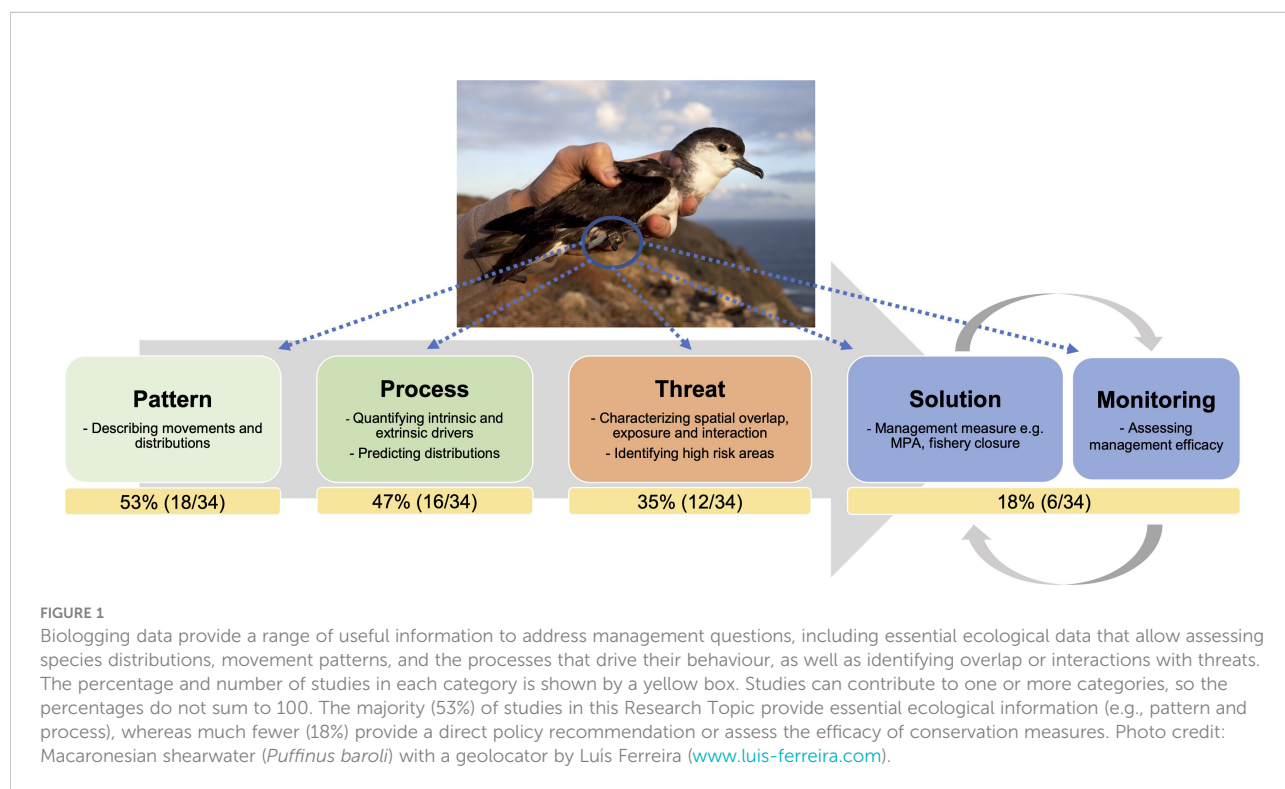 Pattern
- Describing movements and
distributions
53% (18/34)
Process
- Quantifying intrinsic and
extrinsic drivers
- Predicting distributions
47% (16/34)
Threat
- Characterizing spatial overlap,
exposure and interaction
- Identifying high risk areas
35% (12/34)
Solution
- Management measure e.g.
MPA, fishery closure
Monitoring
- Assessing
management efficacy
18% (6/34)
FIGURE 1
Biologging data provide a range of useful information to address management questions, including essential ecological data that allow assessing
species distributions, movement patterns, and the processes that drive their behaviour, as well as identifying overlap or interactions with threats.
The percentage and number of studies in each category is shown by a yellow box. Studies can contribute to one or more categories, so the
percentages do not sum to 100. The majority (53%) of studies in this Research Topic provide essential ecological information (e.g., pattern and
process), whereas much fewer (18%) provide a direct policy recommendation or assess the efficacy of conservation measures. Photo credit:
Macaronesian shearwater (Puffinus baroli) with a geolocator by Luís Ferreira (www.luis-ferreira.com).